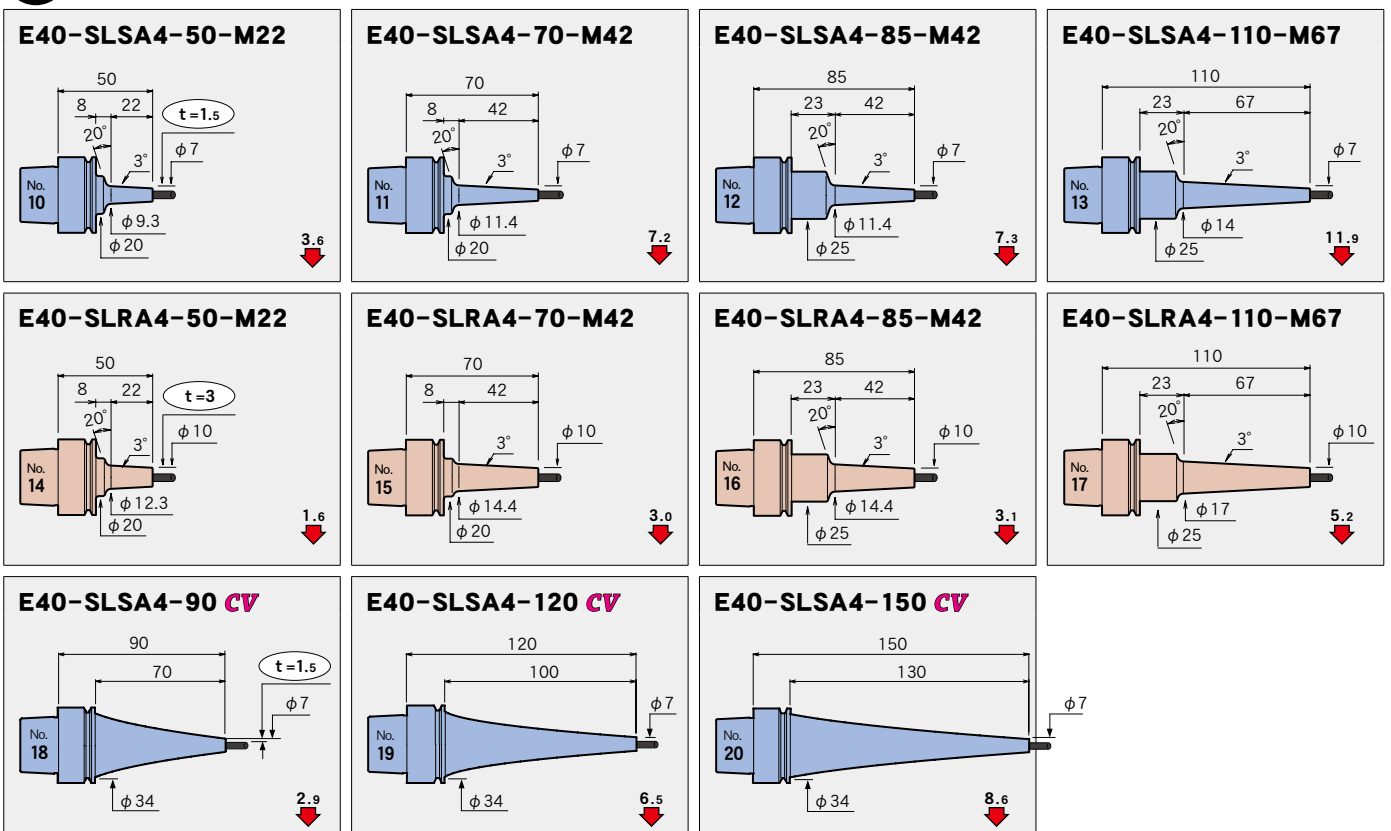 E40-SLSA4-50-M22
50
8
22
t=1.5
20°
φ7
3°
No.
10
φ9.3
φ20
3.6
E40-SLSA4-70-M42
70
8
42
20°
φ7
3°
No.
11
φ11.4
φ20
7.2
E40-SLSA4-85-M42
85
23
42
20°
φ7
3°
No.
12
φ11.4
φ25
7.3
E40-SLSA4-110-M67
110
23
67
20°
φ7
3°
No.
13
φ14
φ25
11.9
E40-SLRA4-50-M22
50
8
22
t=3
20°
φ10
3°
No.
14
φ12.3
φ20
1.6
E40-SLRA4-70-M42
70
8
42
20°
φ10
3°
No.
15
φ14.4
φ20
3.0
E40-SLRA4-85-M42
85
23
42
20°
φ10
3°
No.
16
φ14.4
φ25
3.1
E40-SLRA4-110-M67
110
23
67
20°
φ10
3°
No.
17
φ17
φ25
5.2
E40-SLSA4-90 CV
90
70
t=1.5
φ7
No.
18
φ34
2.9
E40-SLSA4-120 CV
120
100
φ7
No.
19
φ34
6.5
E40-SLSA4-150 CV
150
130
φ7
No.
20
φ34
8.6